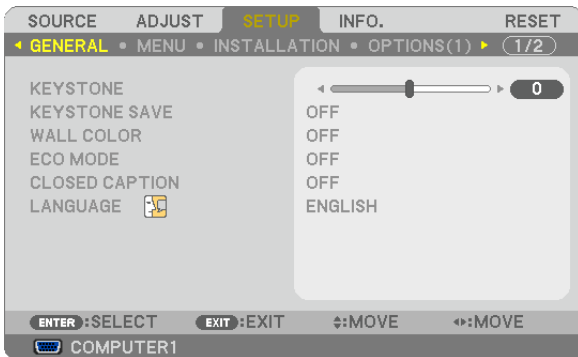 SOURCE ADJUST SETUP INFO. RESET
GENERAL • MENU • INSTALLATION • OPTIONS(1) 1/2
KEYSTONE 0
KEYSTONE SAVE OFF
WALL COLOR OFF
ECO MODE OFF
CLOSED CAPTION OFF
LANGUAGE ENGLISH
ENTER :SELECT EXIT :EXIT :MOVE :MOVE
COMPUTER1